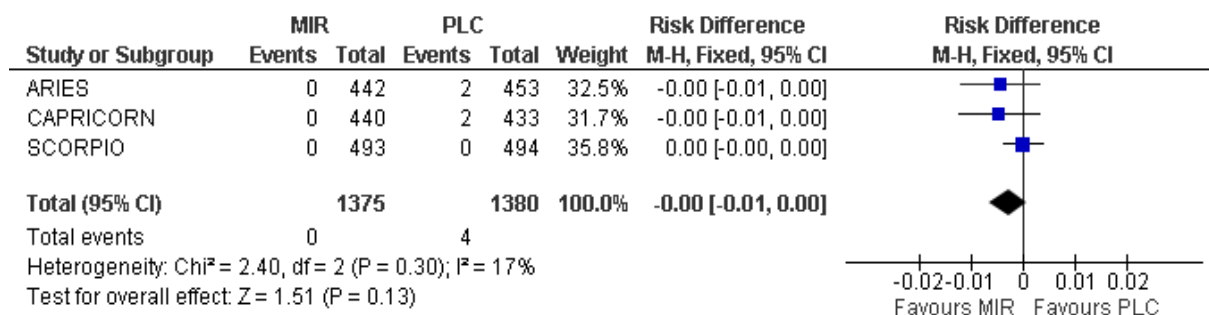 MIR PLC Risk Difference Risk Difference
Study or Subgroup Events Total Events Total Weight M-H, Fixed, 95% CI M-H, Fixed, 95% CI
ARIES 0 442 2 453 32.5% -0.00 [-0.01, 0.00]
CAPRICORN 0 440 2 433 31.7% -0.00 [-0.01, 0.00]
SCORPIO 0 493 0 494 35.8% 0.00 [-0.00, 0.00]
Total (95% CI) 1375 1380 100.0% -0.00 [-0.01, 0.00]
Total events 0 4
Heterogeneity: Chi² = 2.40, df = 2 (P = 0.30); I² = 17%
Test for overall effect: Z = 1.51 (P = 0.13)
-0.02 -0.01 0 0.01 0.02
Favours MIR Favours PLC